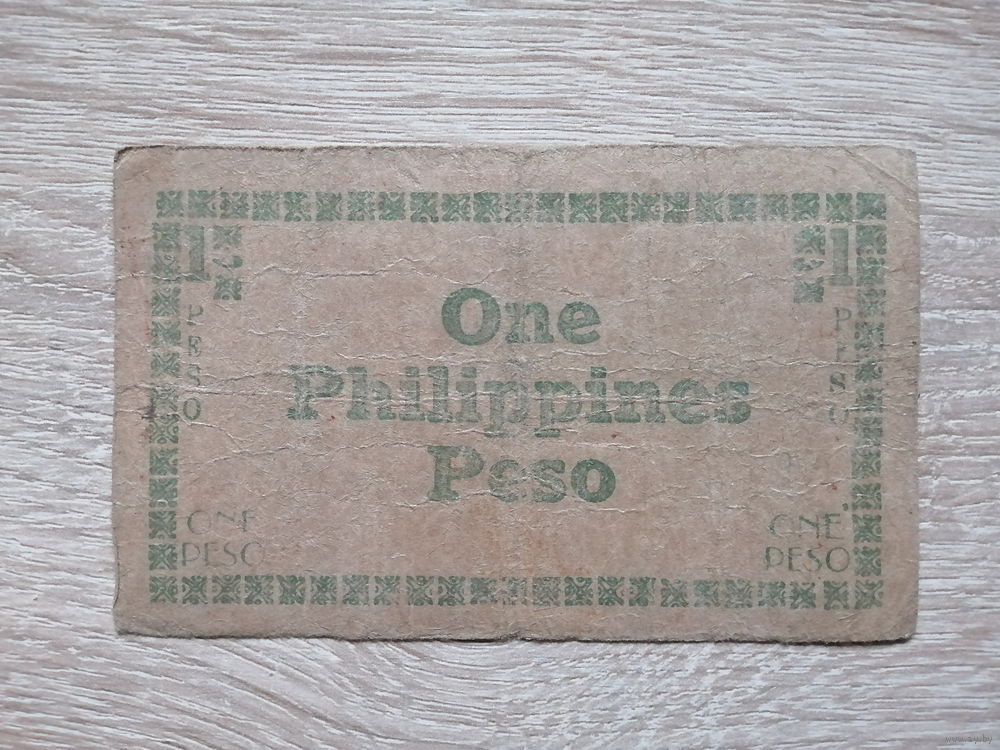 1 1
PESO PESO
One
Philippines
Peso
ONE ONE
PESO PESO